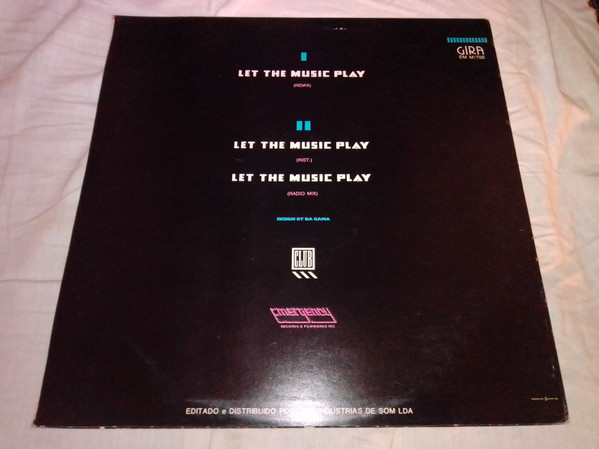 GIRA
EM M/700
I
LET THE MUSIC PLAY
(REMIX)
II
LET THE MUSIC PLAY
(INST.)
LET THE MUSIC PLAY
(RADIO MIX)
DESIGN BY DA GAMA
CLUB
emergency
RECORDS & FILMWORKS INC.
EDITADO e DISTRIBUIDO POR INDUSTRIAS DE SOM LDA